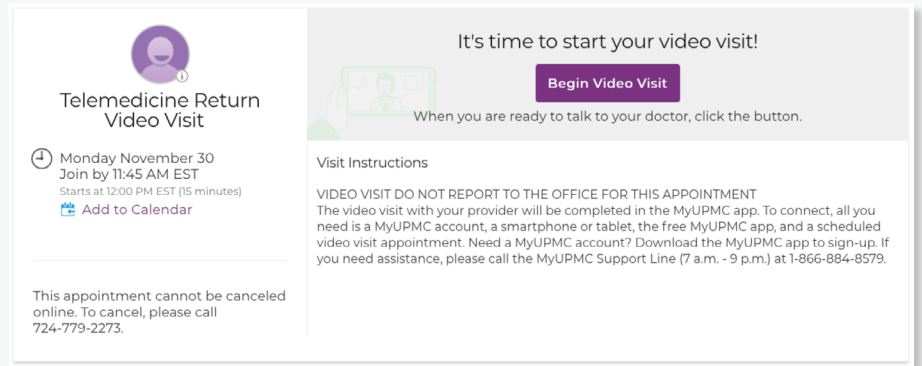 Telemedicine Return
Video Visit
Monday November 30
Join by 11:45 AM EST
Starts at 12:00 PM EST (15 minutes)
Add to Calendar
This appointment cannot be canceled
online. To cancel, please call
724-779-2273.
It's time to start your video visit!
Begin Video Visit
When you are ready to talk to your doctor, click the button.
Visit Instructions
VIDEO VISIT DO NOT REPORT TO THE OFFICE FOR THIS APPOINTMENT
The video visit with your provider will be completed in the MyUPMC app. To connect, all you
need is a MyUPMC account, a smartphone or tablet, the free MyUPMC app, and a scheduled
video visit appointment. Need a MyUPMC account? Download the MyUPMC app to sign-up. If
you need assistance, please call the MyUPMC Support Line (7 a.m. - 9 p.m.) at 1-866-884-8579.